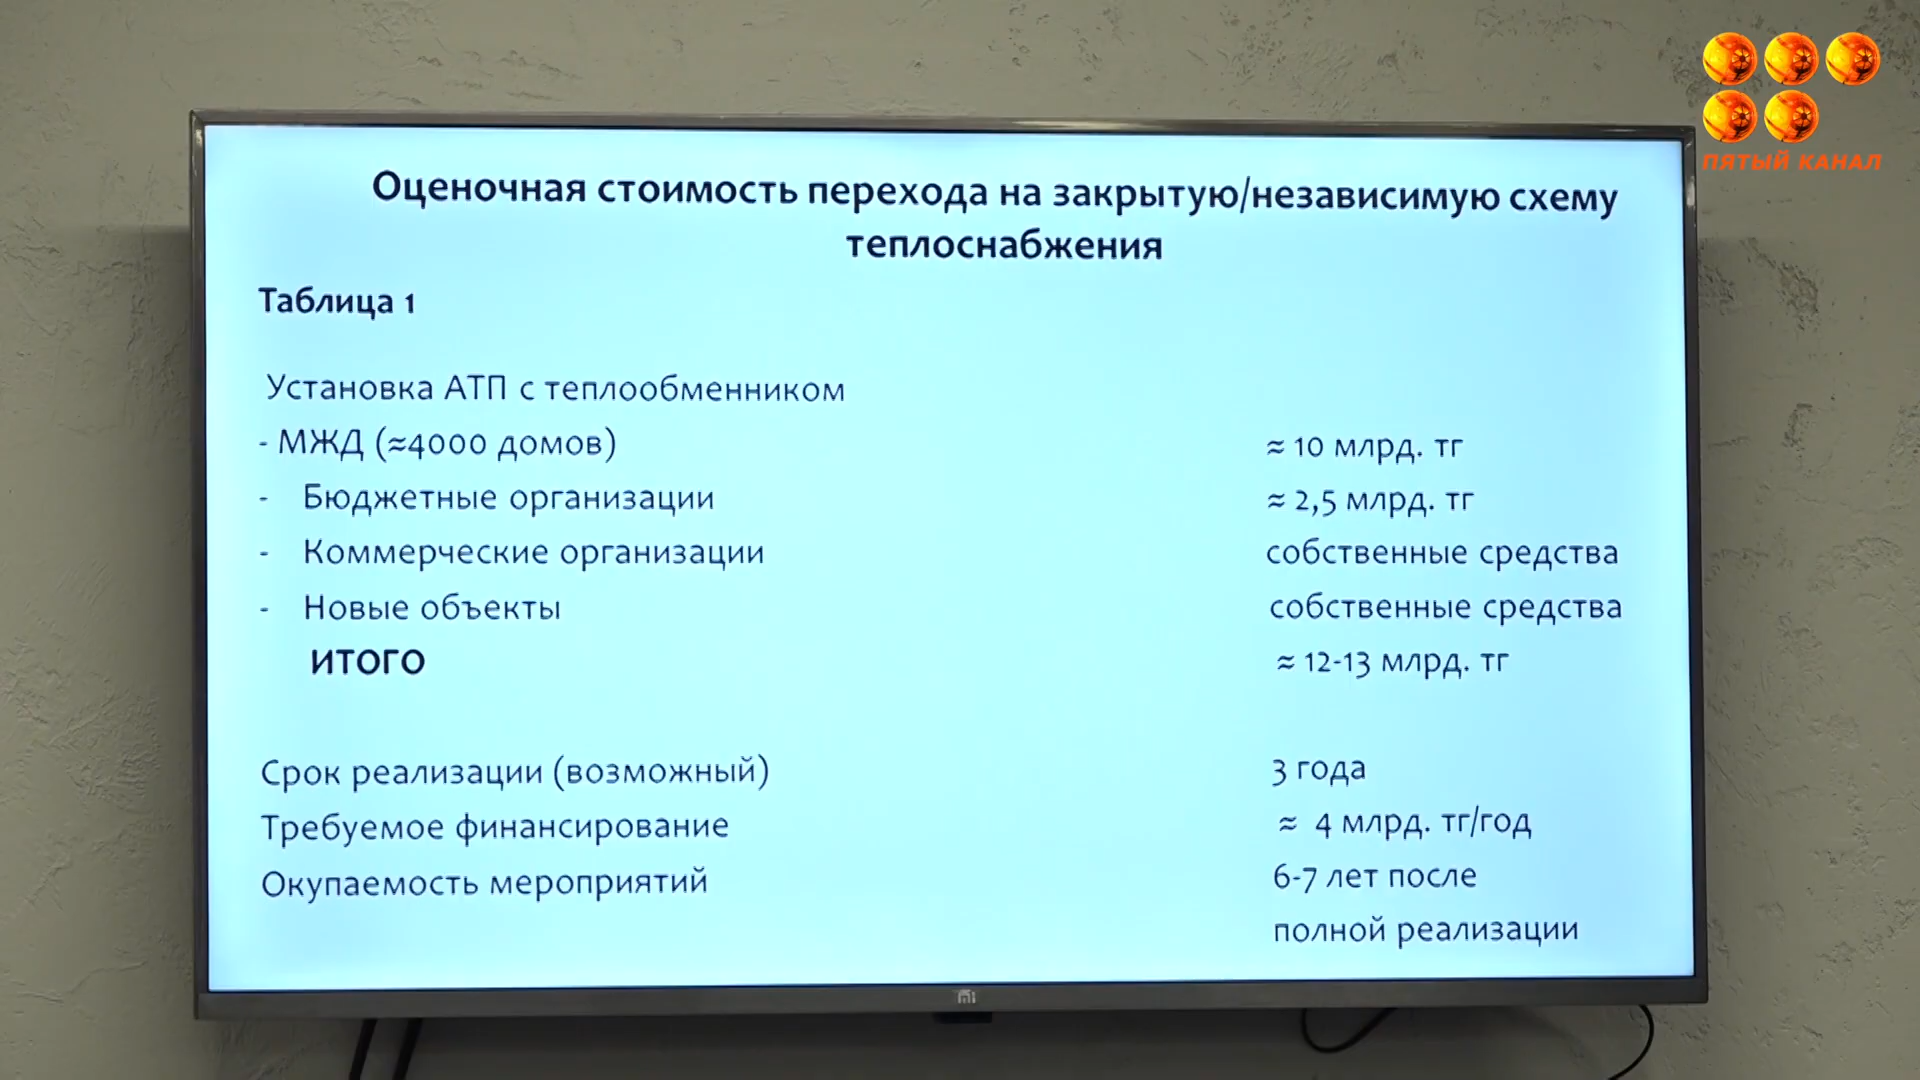 ПЯТЫЙ КАНАЛ
Оценочная стоимость перехода на закрытую/независимую схему
теплоснабжения
Таблица 1
Установка АТП с теплообменником
- МЖД (≈4000 домов) ≈ 10 млрд. тг
- Бюджетные организации ≈ 2,5 млрд. тг
- Коммерческие организации собственные средства
- Новые объекты собственные средства
ИТОГО ≈ 12-13 млрд. тг
Срок реализации (возможный) 3 года
Требуемое финансирование ≈ 4 млрд. тг/год
Окупаемость мероприятий 6-7 лет после
полной реализации
mi